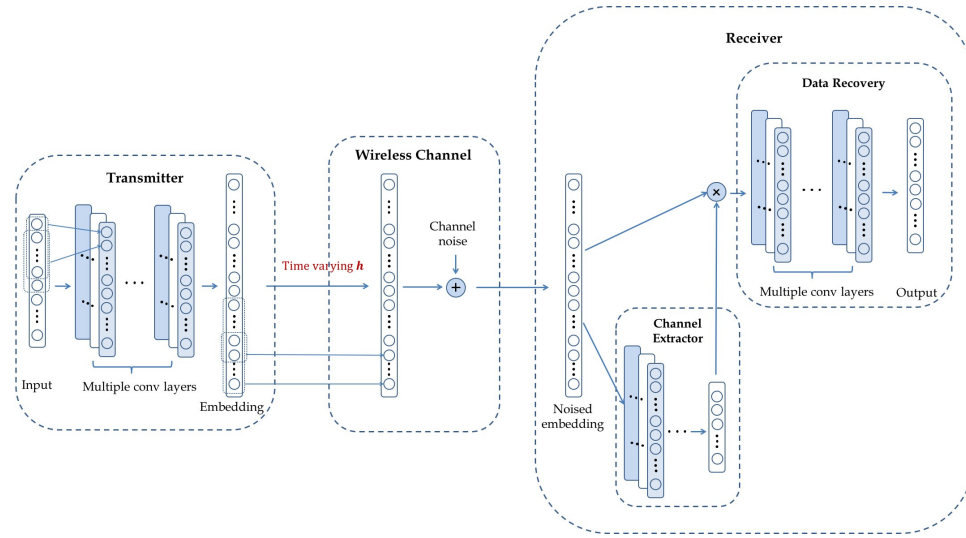 Transmitter
Input
Multiple conv layers
Embedding
Time varying h
Wireless Channel
Channel
noise
+
Receiver
Noised
embedding
Channel
Extractor
×
Data Recovery
Multiple conv layers
Output